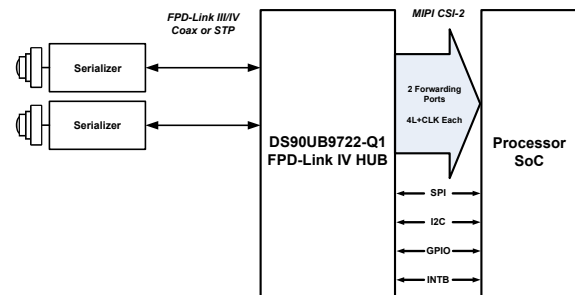 FPD-Link III/IV
Coax or STP
MIPI CSI-2
Serializer
Serializer
DS90UB9722-Q1
FPD-Link IV HUB
2 Forwarding
Ports
4L+CLK Each
Processor
SoC
SPI
I2C
GPIO
INTB